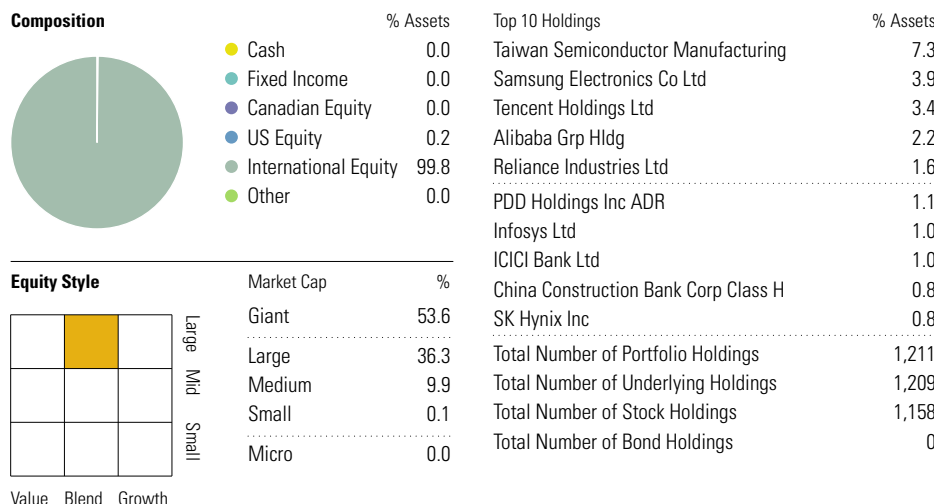 Composition % Assets
Cash 0.0
Fixed Income 0.0
Canadian Equity 0.0
US Equity 0.2
International Equity 99.8
Other 0.0
Equity Style
Large
Mid
Small
Value Blend Growth
Market Cap %
Giant 53.6
Large 36.3
Medium 9.9
Small 0.1
Micro 0.0
Top 10 Holdings % Assets
Taiwan Semiconductor Manufacturing 7.3
Samsung Electronics Co Ltd 3.9
Tencent Holdings Ltd 3.4
Alibaba Grp Hldg 2.2
Reliance Industries Ltd 1.6
PDD Holdings Inc ADR 1.1
Infosys Ltd 1.0
ICICI Bank Ltd 1.0
China Construction Bank Corp Class H 0.8
SK Hynix Inc 0.8
Total Number of Portfolio Holdings 1,211
Total Number of Underlying Holdings 1,209
Total Number of Stock Holdings 1,158
Total Number of Bond Holdings 0